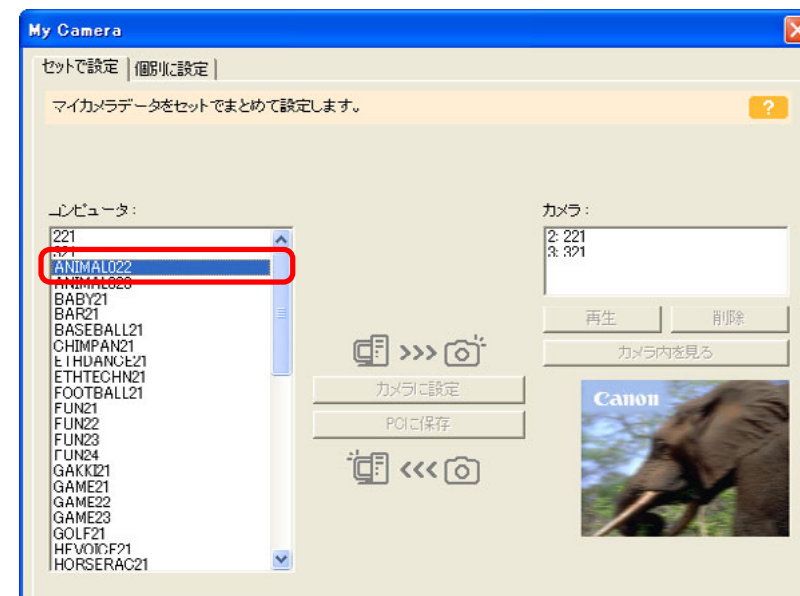 My Camera
セットで設定
個別に設定
マイカメラデータをセットでまとめて設定します。
?
コンピュータ:
カメラ:
221
321
ANIMAL022
ANIMAL023
BABY21
BAR21
BASEBALL21
CHIMPAN21
ETHDANCE21
ETHTECHN21
FOOTBALL21
FUN21
FUN22
FUN23
FUN24
GAKKI21
GAME21
GAME22
GAME23
GOLF21
HEVOICE21
HORSERAC21
2: 221
3: 321
再生
削除
カメラ内を見る
>>>
カメラに設定
PCに保存
<<<
Canon